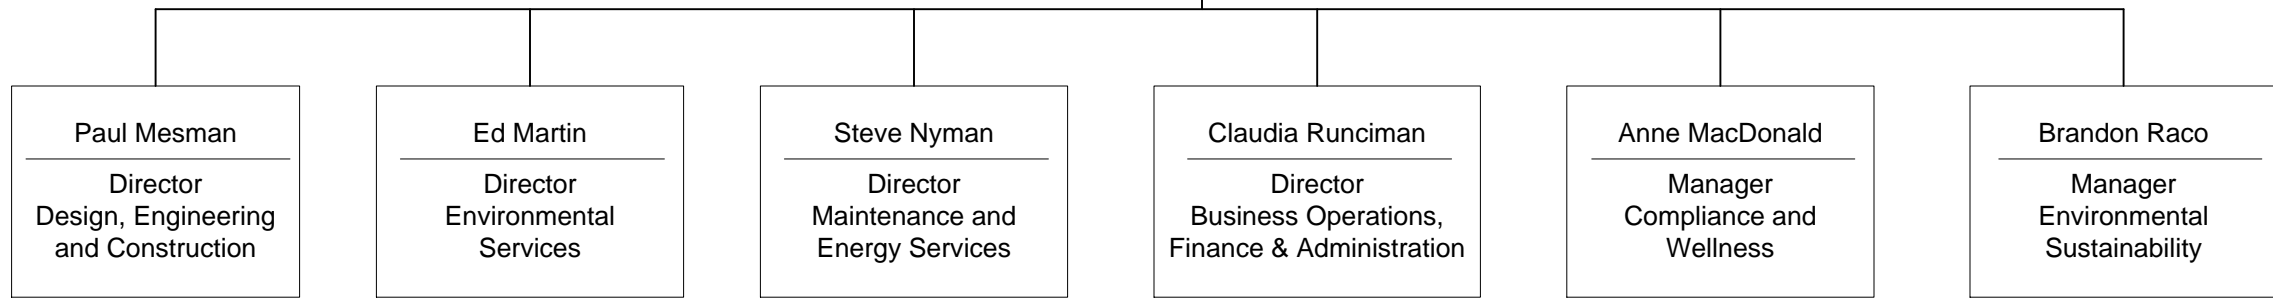 Paul Mesman
Director
Design, Engineering
and Construction
Ed Martin
Director
Environmental
Services
Steve Nyman
Director
Maintenance and
Energy Services
Claudia Runciman
Director
Business Operations,
Finance & Administration
Anne MacDonald
Manager
Compliance and
Wellness
Brandon Raco
Manager
Environmental
Sustainability